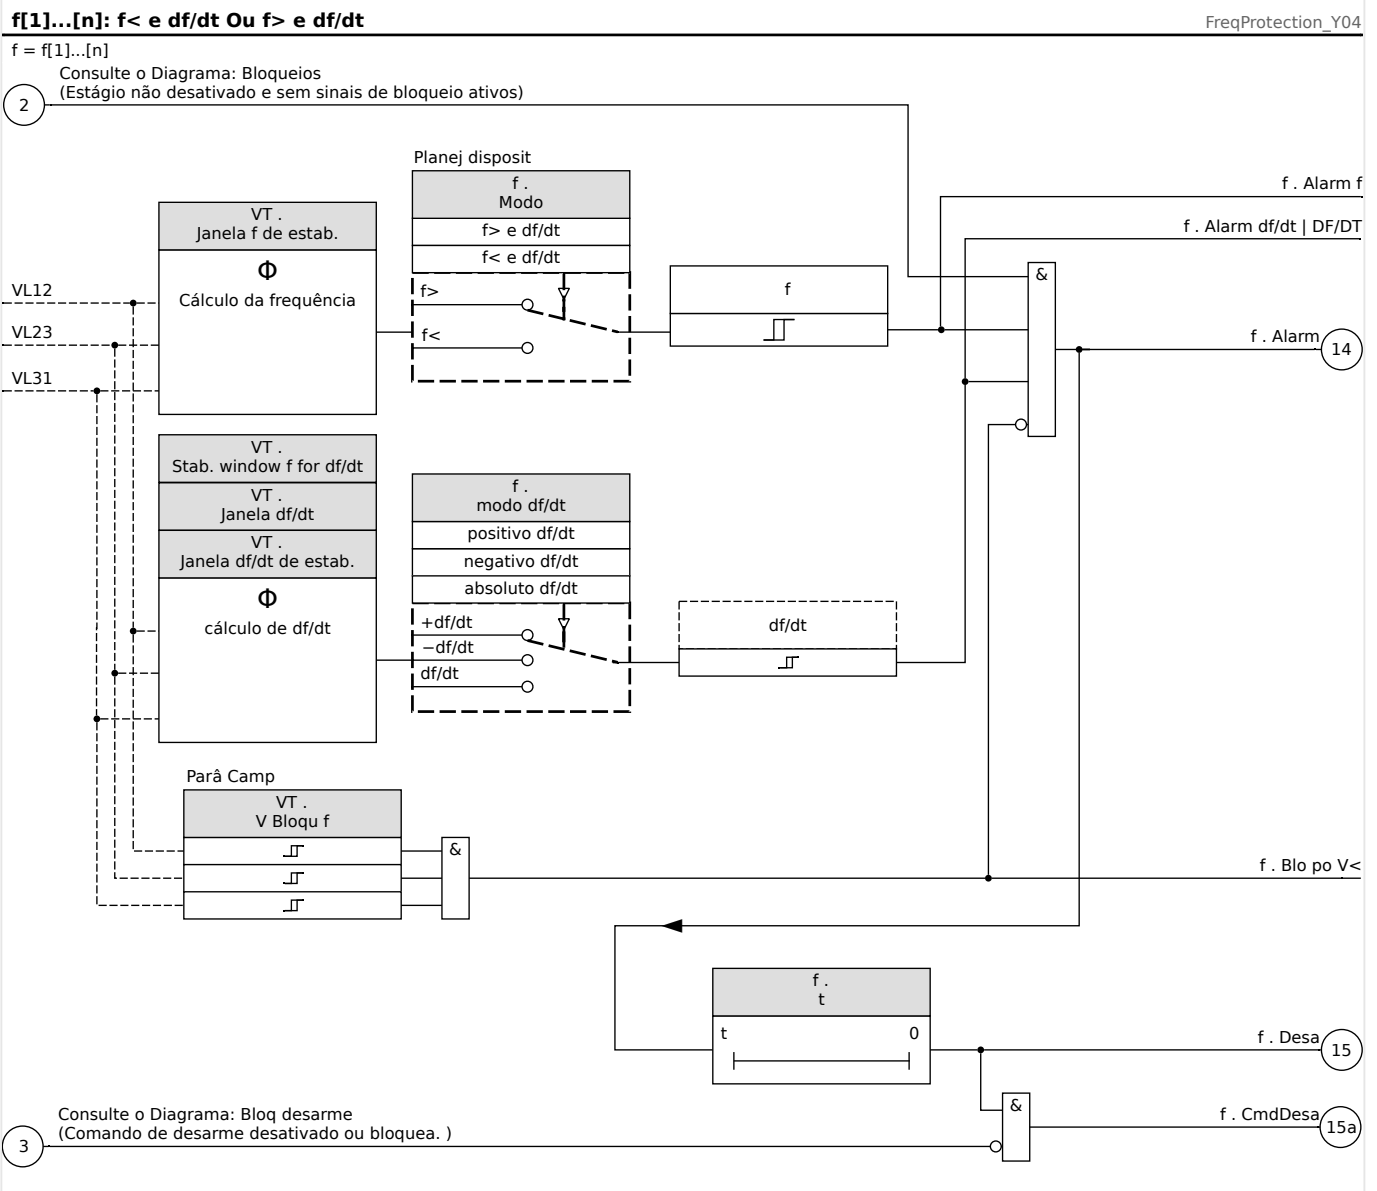 f[1]...[n]: f< e df/dt Ou f> e df/dt
FreqProtection_Y04
f = f[1]...[n]
Consulte o Diagrama: Bloqueios
(Estágio não desativado e sem sinais de bloqueio ativos)
2
Planej disposit
f .
Modo
f> e df/dt
f< e df/dt
f>
f<
VT .
Janela f de estab.
Φ
Cálculo da frequência
VL12
VL23
VL31
f
f . Alarm f
f . Alarm df/dt | DF/DT
&
f . Alarm
14
VT .
Stab. window f for df/dt
VT .
Janela df/dt
VT .
Janela df/dt de estab.
Φ
cálculo de df/dt
f .
modo df/dt
positivo df/dt
negativo df/dt
absoluto df/dt
+df/dt
−df/dt
df/dt
df/dt
Parâ Camp
VT .
V Bloqu f
&
f . Blo po V<
f .
t
t
0
f . Desa
15
&
f . CmdDesa
15a
Consulte o Diagrama: Bloq desarme
(Comando de desarme desativado ou bloquea. )
3